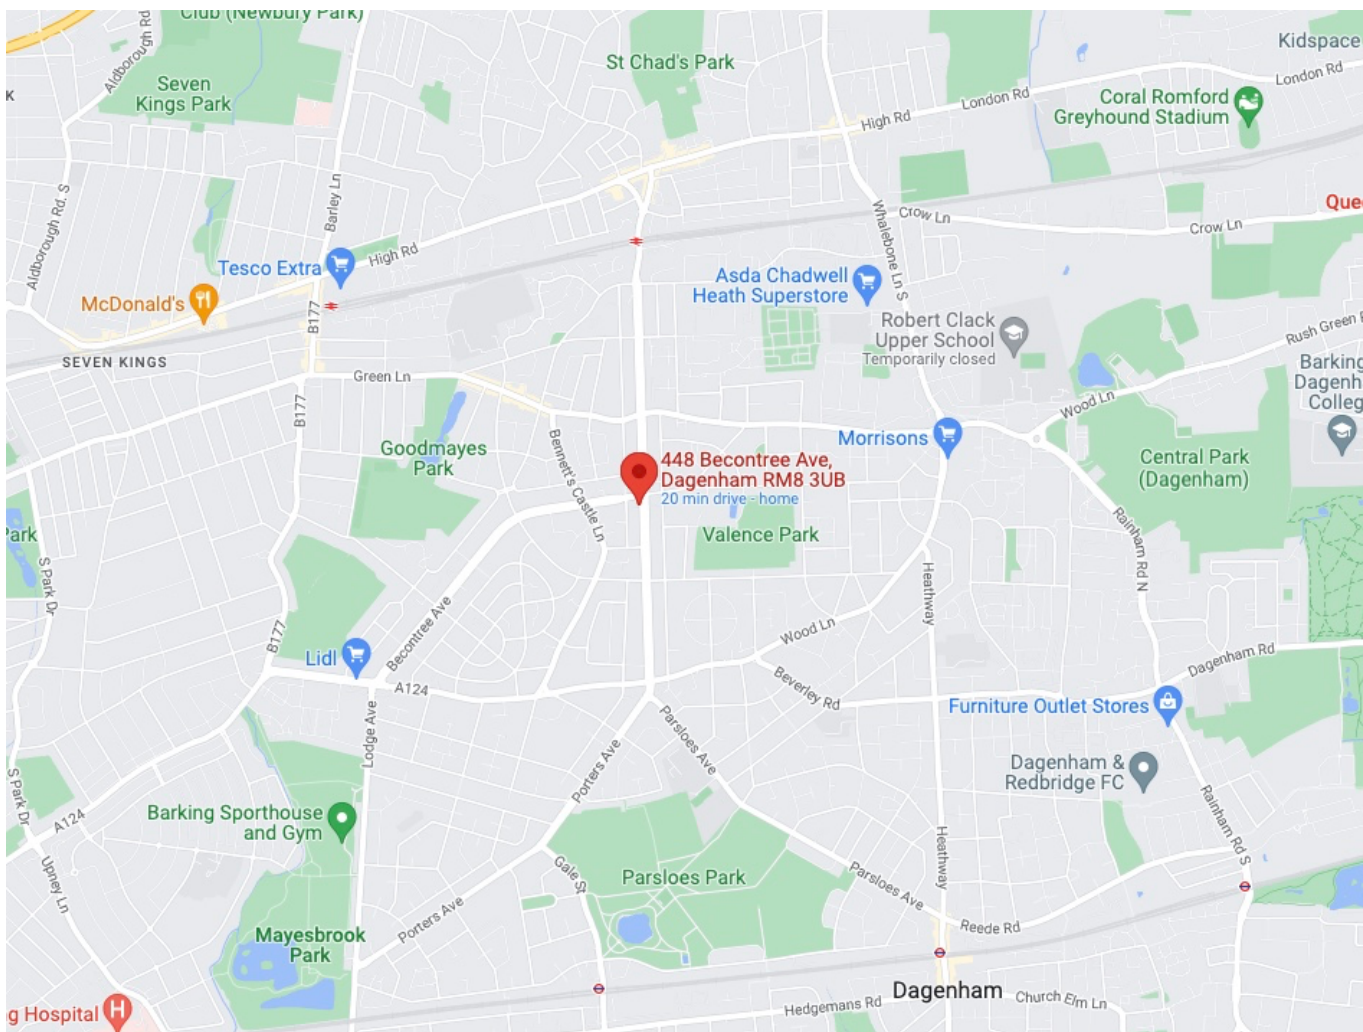 Club (Newbury Park)
Aldborough Rd
Kidspace
St Chad's Park
London Rd
London Rd
Seven
Kings Park
K
Coral Romford
Greyhound Stadium
High Rd
Barley Ln
Aldborough Rd. S
Whalebone Ln S
Crow Ln
Crow Ln
Que
High Rd
Tesco Extra
Asda Chadwell
Heath Superstore
McDonald's
B177
Robert Clack
Upper School
Temporarily closed
Rush Green R
SEVEN KINGS
Green Ln
Barking
Dagenh
Colleg
Wood Ln
B177
Goodmayes
Park
Bennett's Castle Ln
Morrisons
448 Becontree Ave,
Dagenham RM8 3UB
20 min drive - home
Central Park
(Dagenham)
Park
Valence Park
Rainham Rd N
S Park Dr
Heathway
Becontree Ave
B177
Wood Ln
Lidl
A124
Dagenham Rd
Beverley Rd
Lodge Ave
Furniture Outlet Stores
Parsloes Ave
Porters Ave
Dagenham &
Redbridge FC
S Park Dr
A124
Barking Sporthouse
and Gym
Rainham Rd S
Heathway
Upney Ln
Gale St
Parsloes Park
Parsloes Ave
Porters Ave
Reede Rd
Mayesbrook
Park
Dagenham
Church Elm Ln
Hedgemans Rd
g Hospital
H